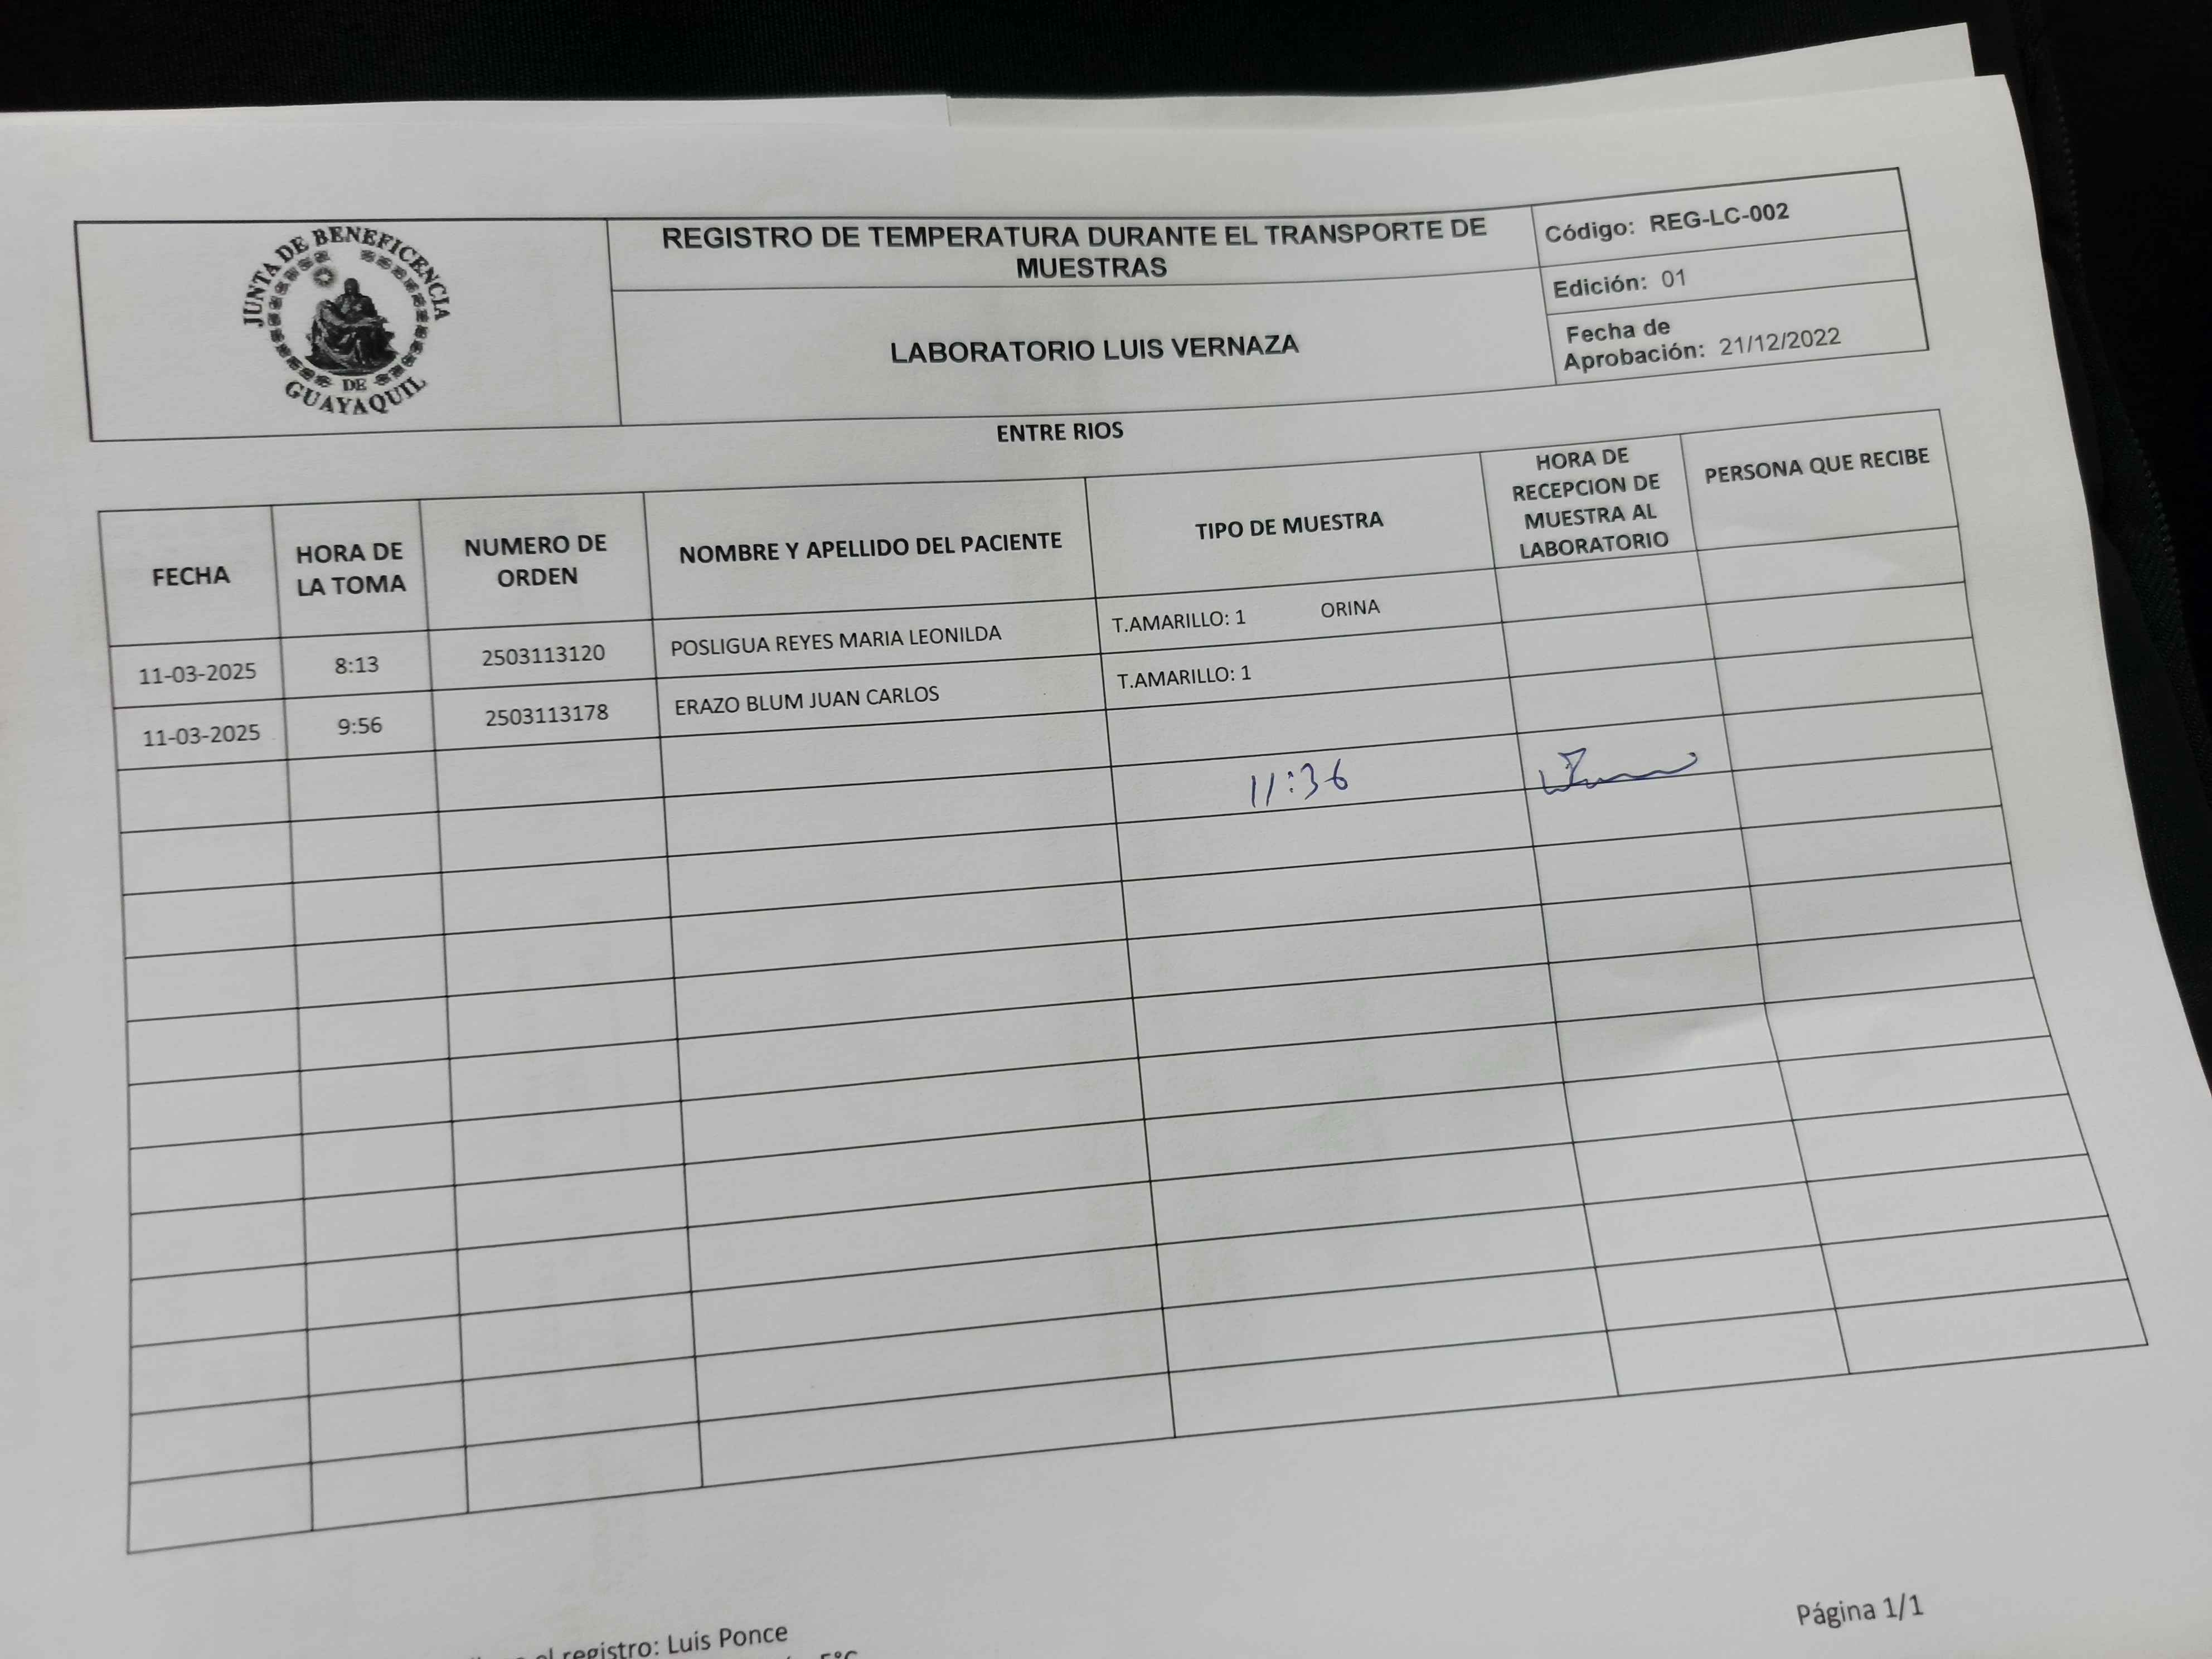 JUNTA DE BENEFICENCIA
DE
GUAYAQUIL
REGISTRO DE TEMPERATURA DURANTE EL TRANSPORTE DE
MUESTRAS
LABORATORIO LUIS VERNAZA
Código: REG-LC-002
Edición: 01
Fecha de
Aprobación: 21/12/2022
ENTRE RIOS
FECHA
HORA DE
LA TOMA
NUMERO DE
ORDEN
NOMBRE Y APELLIDO DEL PACIENTE
TIPO DE MUESTRA
HORA DE
RECEPCION DE
MUESTRA AL
LABORATORIO
PERSONA QUE RECIBE
11-03-2025 8:13 2503113120 POSLIGUA REYES MARIA LEONILDA T.AMARILLO: 1 ORINA
11-03-2025 9:56 2503113178 ERAZO BLUM JUAN CARLOS T.AMARILLO: 1
11:36
el registro: Luis Ponce
5°C
Página 1/1